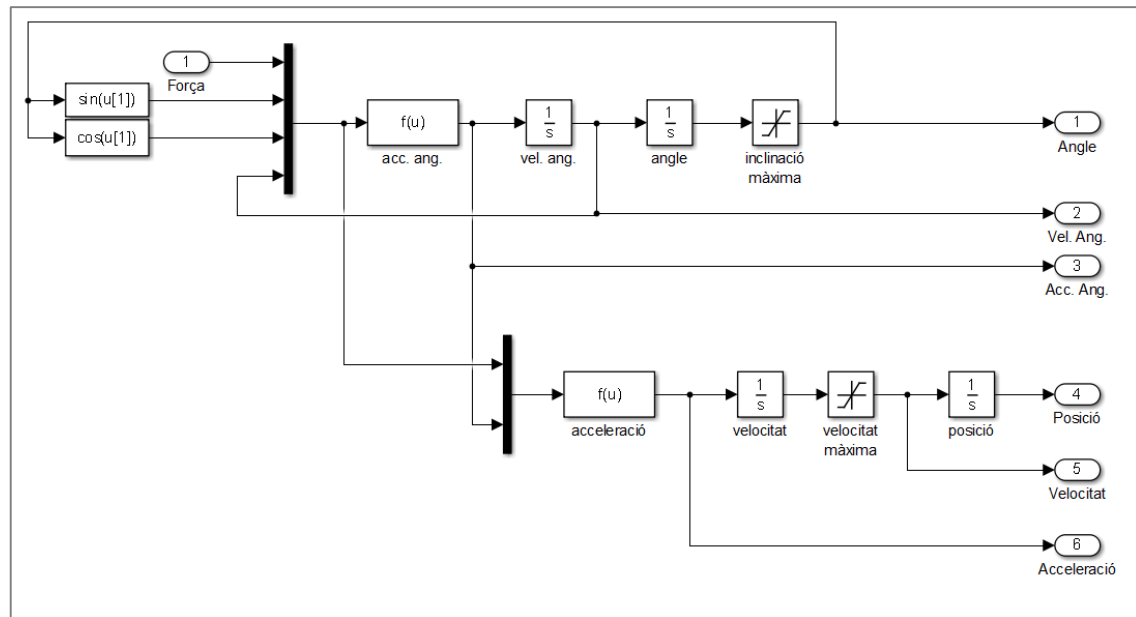 1
Força
sin(u[1])
cos(u[1])
f(u)
acc. ang.
1
s
vel. ang.
1
s
angle
inclinació
màxima
1
Angle
2
Vel. Ang.
3
Acc. Ang.
f(u)
acceleració
1
s
velocitat
velocitat
màxima
1
s
posició
4
Posició
5
Velocitat
6
Acceleració